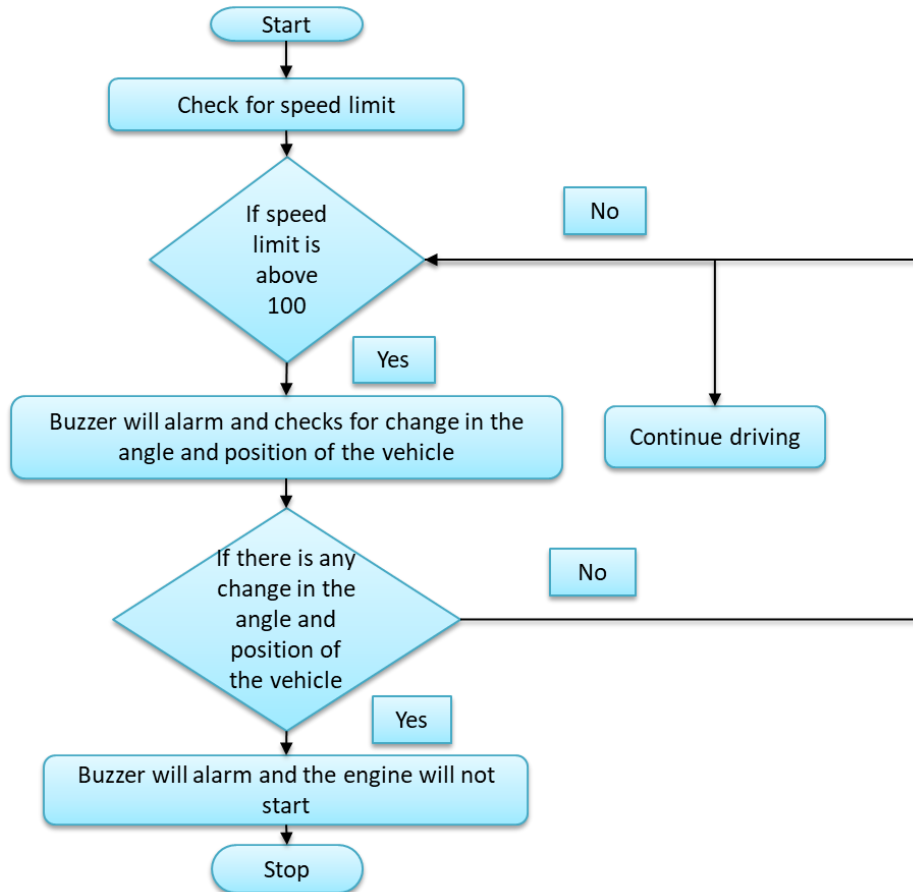 Start
Check for speed limit
If speed
limit is
above
100
No
Yes
Buzzer will alarm and checks for change in the
angle and position of the vehicle
Continue driving
If there is any
change in the
angle and
position of
the vehicle
No
Yes
Buzzer will alarm and the engine will not
start
Stop